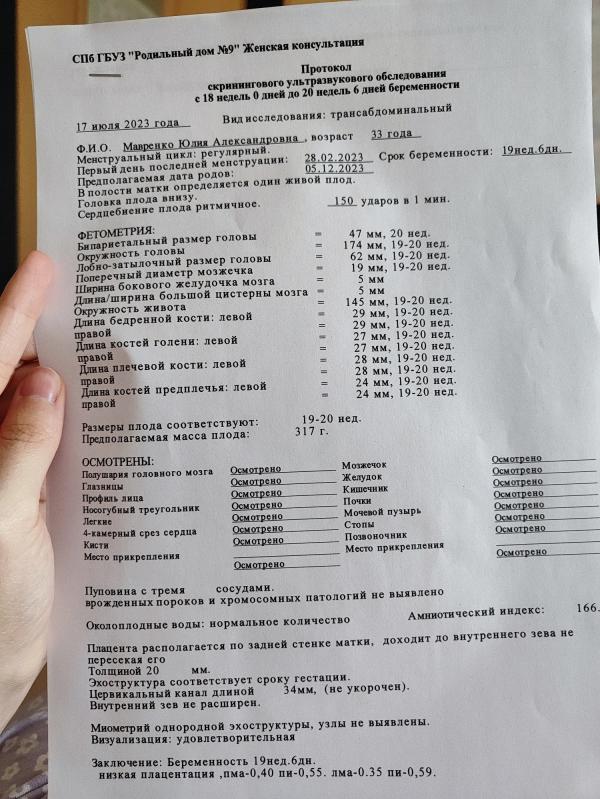 СПб ГБУЗ "Родильный дом №9" Женская консультация
Протокол
скринингового ультразвукового обследования
с 18 недель 0 дней до 20 недель 6 дней беременности
17 июля 2023 года Вид исследования: трансабдоминальный
Ф.И.О. Мавренко Юлия Александровна , возраст 33 года
Менструальный цикл: регулярный.
Первый день последней менструации: 28.02.2023 Срок беременности: 19нед.6дн.
Предполагаемая дата родов: 05.12.2023
В полости матки определяется один живой плод.
Головка плода внизу.
Сердцебиение плода ритмичное. 150 ударов в 1 мин.
ФЕТОМЕТРИЯ:
Бипариетальный размер головы = 47 мм, 20 нед.
Окружность головы = 174 мм, 19-20 нед.
Лобно-затылочный размер головы = 62 мм, 19-20 нед.
Поперечный диаметр мозжечка = 19 мм, 19-20 нед.
Ширина бокового желудочка мозга = 5 мм
Длина/ширина большой цистерны мозга = 5 мм
Окружность живота = 145 мм, 19-20 нед.
Длина бедренной кости: левой = 29 мм, 19-20 нед.
правой = 29 мм, 19-20 нед.
Длина костей голени: левой = 27 мм, 19-20 нед.
правой = 27 мм, 19-20 нед.
Длина плечевой кости: левой = 28 мм, 19-20 нед.
правой = 28 мм, 19-20 нед.
Длина костей предплечья: левой = 24 мм, 19-20 нед.
правой = 24 мм, 19-20 нед.
Размеры плода соответствуют: 19-20 нед.
Предполагаемая масса плода: 317 г.
ОСМОТРЕНЫ:
Полушария головного мозга Осмотрено Мозжечок Осмотрено
Глазницы Осмотрено Желудок Осмотрено
Профиль лица Осмотрено Кишечник Осмотрено
Носогубный треугольник Осмотрено Почки Осмотрено
Легкие Осмотрено Мочевой пузырь Осмотрено
4-камерный срез сердца Осмотрено Стопы Осмотрено
Кисти Осмотрено Позвоночник Осмотрено
Место прикрепления Осмотрено Место прикрепления Осмотрено
Пуповина с тремя сосудами.
врожденных пороков и хромосомных патологий не выявлено
Околоплодные воды: нормальное количество Амниотический индекс: 166.
Плацента располагается по задней стенке матки, доходит до внутреннего зева не
пересекая его
Толщиной 20 мм.
Эхоструктура соответствует сроку гестации.
Цервикальный канал длиной 34мм, (не укорочен).
Внутренний зев не расширен.
Миометрий однородной эхоструктуры, узлы не выявлены.
Визуализация: удовлетворительная
Заключение: Беременность 19нед.6дн.
низкая плацентация ,пма-0,40 пи-0,55. лма-0.35 пи-0,59.